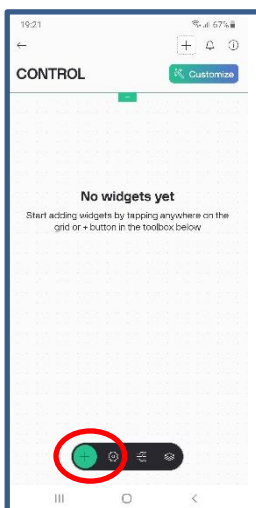 19:21
67%
CONTROL
Customize
No widgets yet
Start adding widgets by tapping anywhere on the
grid or + button in the toolbox below